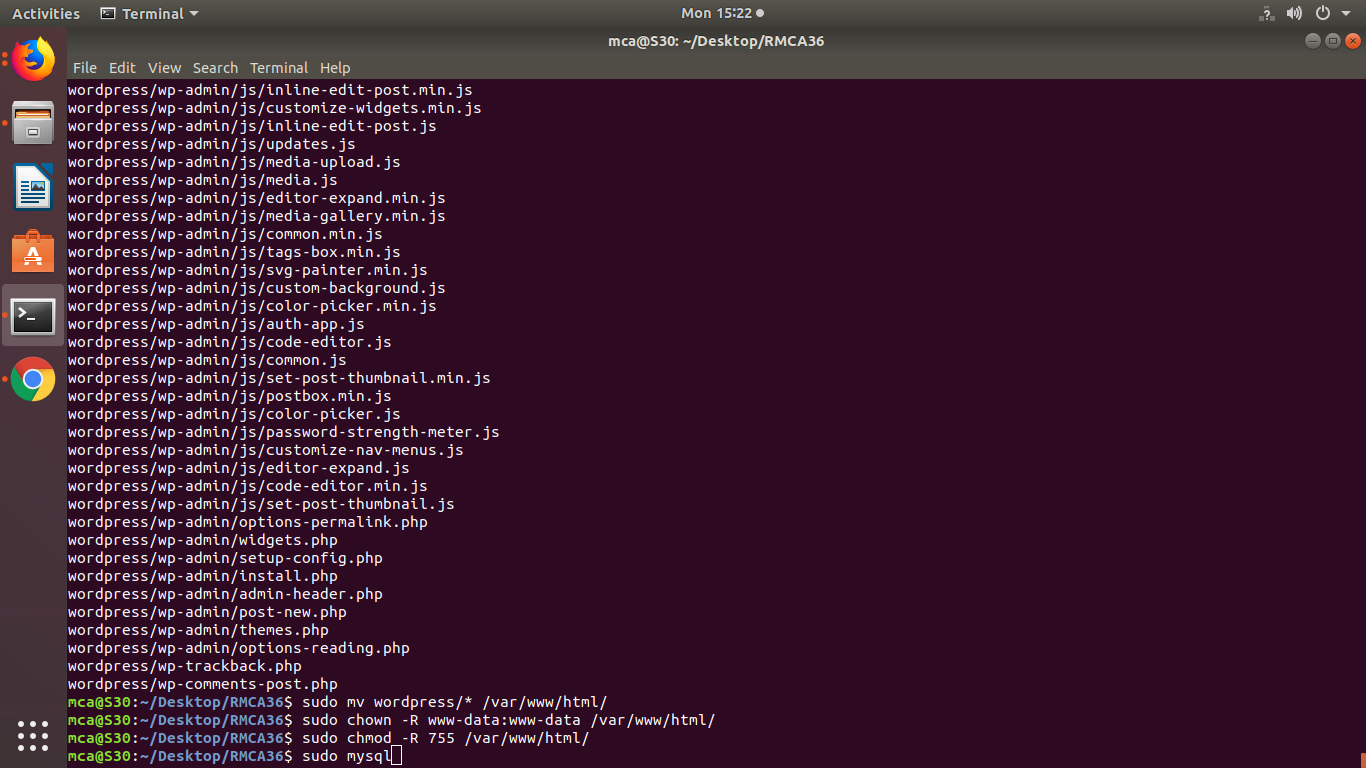 Activities Terminal Mon 15:22
mca@S30: ~/Desktop/RMCA36
File Edit View Search Terminal Help
wordpress/wp-admin/js/inline-edit-post.min.js
wordpress/wp-admin/js/customize-widgets.min.js
wordpress/wp-admin/js/inline-edit-post.js
wordpress/wp-admin/js/updates.js
wordpress/wp-admin/js/media-upload.js
wordpress/wp-admin/js/media.js
wordpress/wp-admin/js/editor-expand.min.js
wordpress/wp-admin/js/media-gallery.min.js
wordpress/wp-admin/js/common.min.js
wordpress/wp-admin/js/tags-box.min.js
wordpress/wp-admin/js/svg-painter.min.js
wordpress/wp-admin/js/custom-background.js
wordpress/wp-admin/js/color-picker.min.js
wordpress/wp-admin/js/auth-app.js
wordpress/wp-admin/js/code-editor.js
wordpress/wp-admin/js/common.js
wordpress/wp-admin/js/set-post-thumbnail.min.js
wordpress/wp-admin/js/postbox.min.js
wordpress/wp-admin/js/color-picker.js
wordpress/wp-admin/js/password-strength-meter.js
wordpress/wp-admin/js/customize-nav-menus.js
wordpress/wp-admin/js/editor-expand.js
wordpress/wp-admin/js/code-editor.min.js
wordpress/wp-admin/js/set-post-thumbnail.js
wordpress/wp-admin/options-permalink.php
wordpress/wp-admin/widgets.php
wordpress/wp-admin/setup-config.php
wordpress/wp-admin/install.php
wordpress/wp-admin/admin-header.php
wordpress/wp-admin/post-new.php
wordpress/wp-admin/themes.php
wordpress/wp-admin/options-reading.php
wordpress/wp-trackback.php
wordpress/wp-comments-post.php
mca@S30:~/Desktop/RMCA36$ sudo mv wordpress/* /var/www/html/
mca@S30:~/Desktop/RMCA36$ sudo chown -R www-data:www-data /var/www/html/
mca@S30:~/Desktop/RMCA36$ sudo chmod -R 755 /var/www/html/
mca@S30:~/Desktop/RMCA36$ sudo mysql